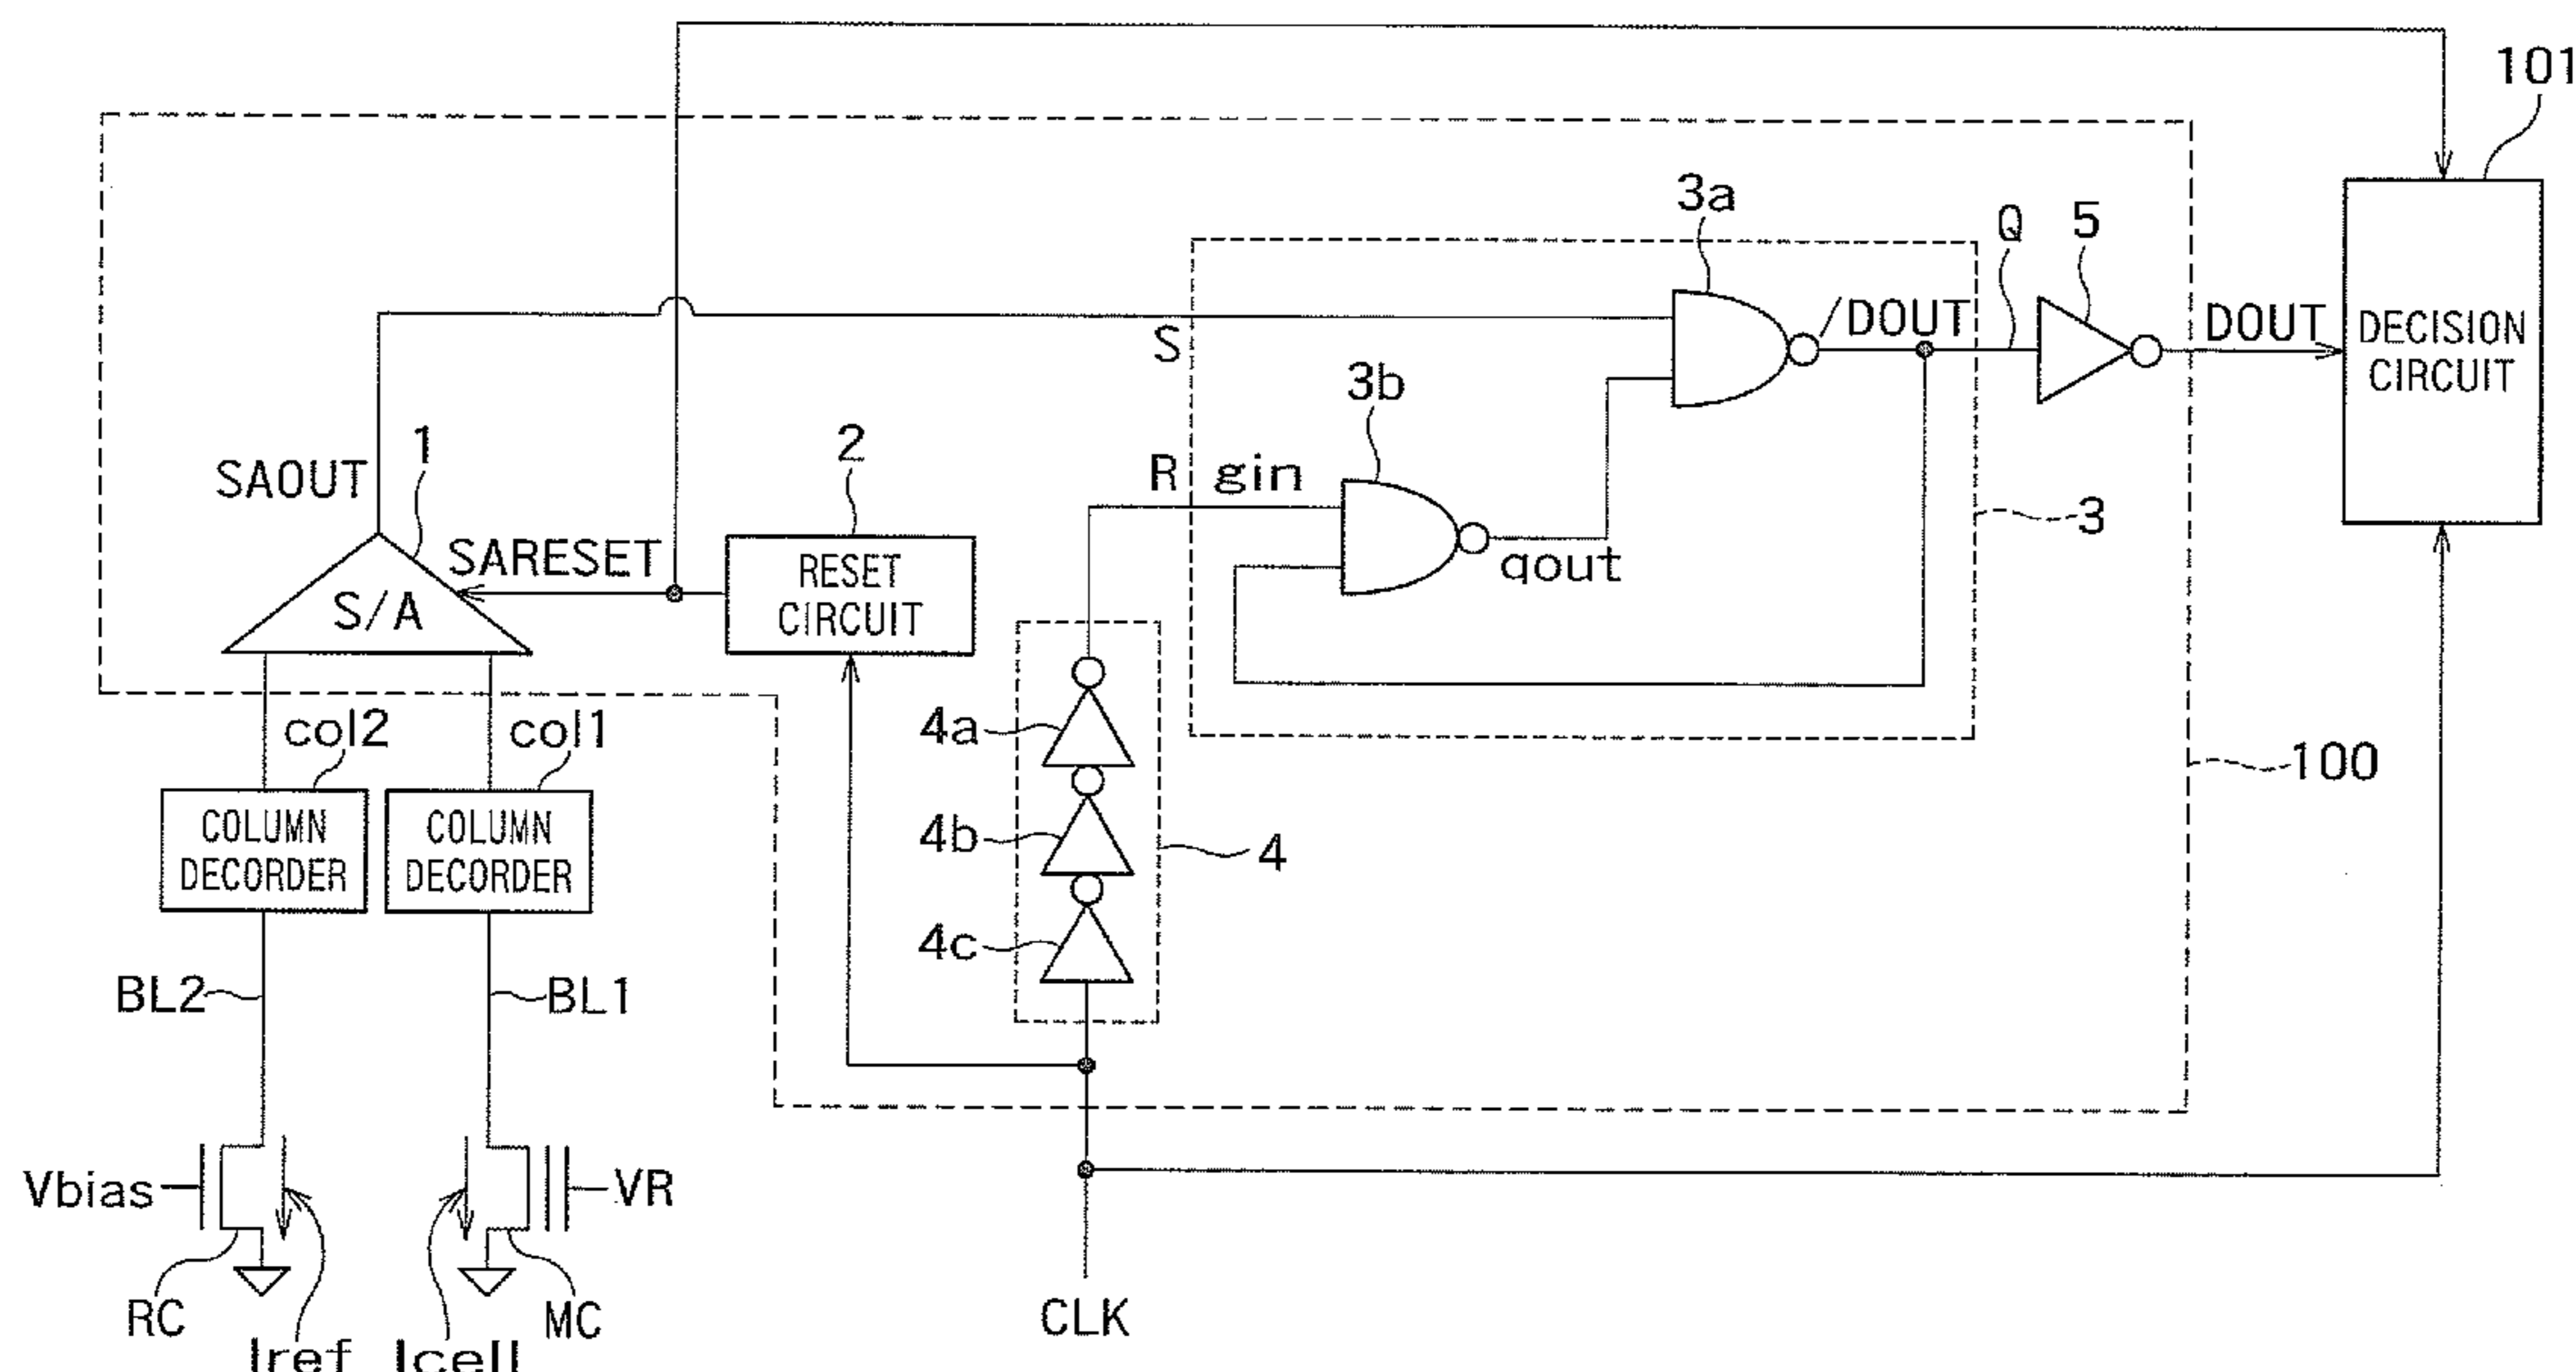 101
3a
Q
5
/DOUT
DOUT
DECISION
CIRCUIT
S
3b
1
2
SAOUT
R
gin
3
SARESET
RESET
CIRCUIT
qout
S/A
col2
col1
4a
100
COLUMN
DECORDER
COLUMN
DECORDER
4b
4
4c
BL2
BL1
Vbias
VR
RC
MC
CLK
Iref
Icell